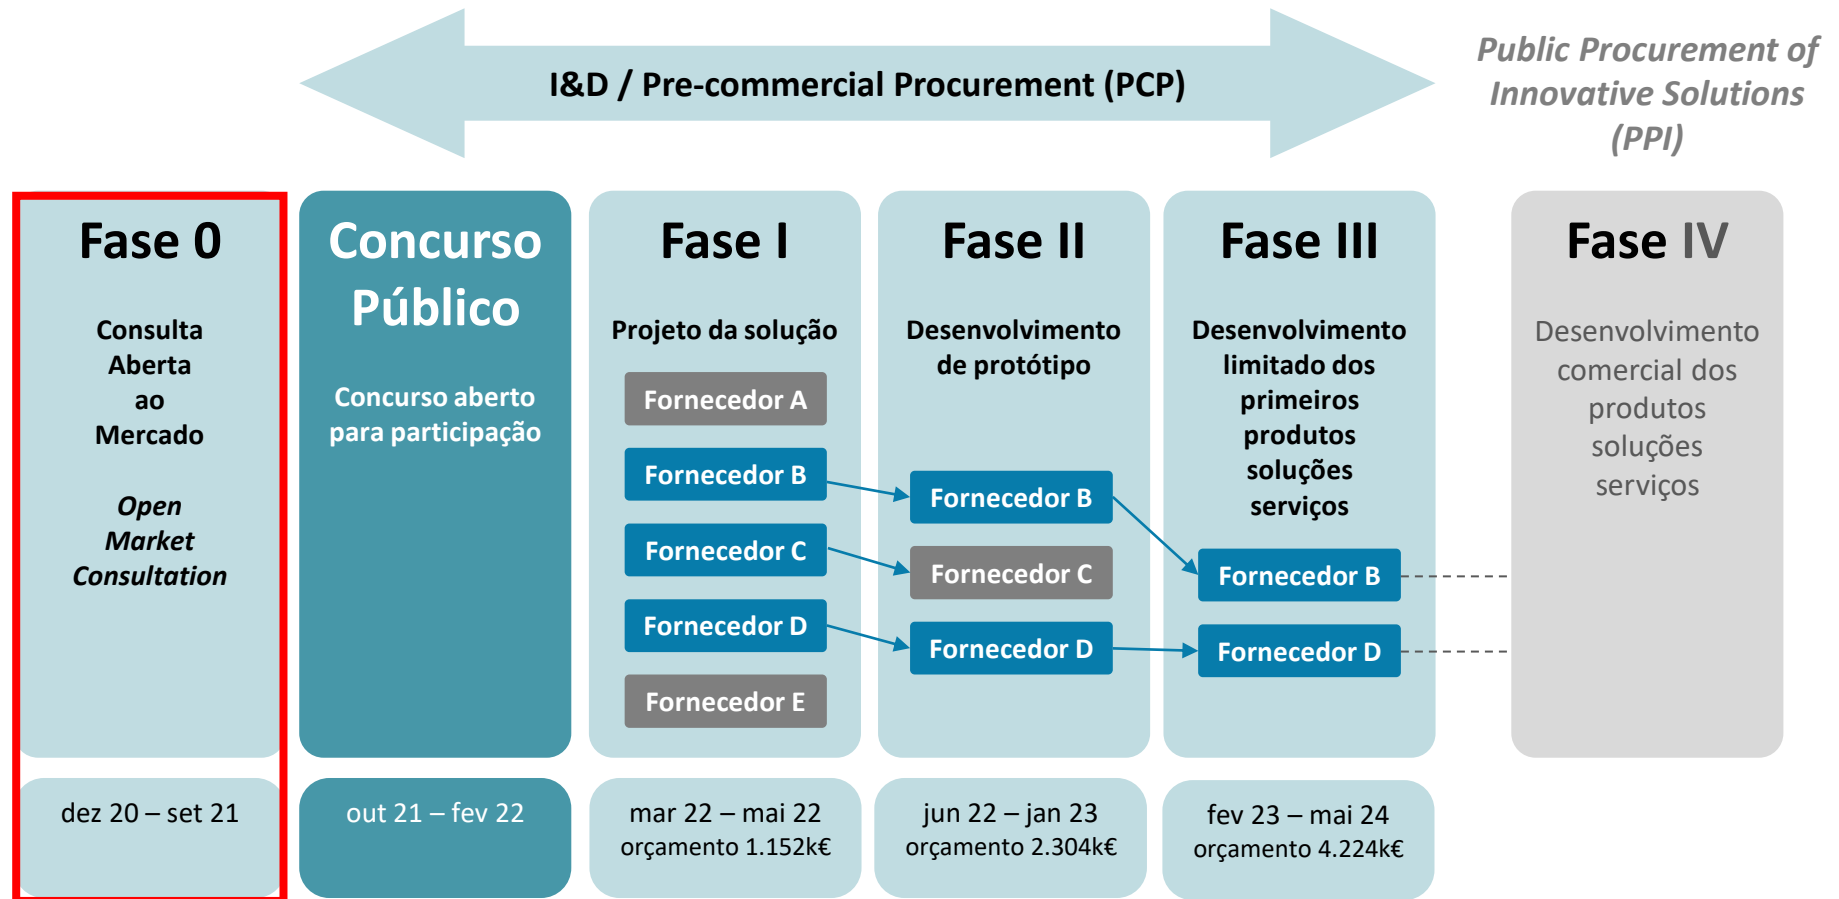 I&D / Pre-commercial Procurement (PCP)
Public Procurement of
Innovative Solutions
(PPI)
Fase 0
Consulta
Aberta
ao
Mercado
Open
Market
Consultation
dez 20 – set 21
Concurso
Público
Concurso aberto
para participação
out 21 – fev 22
Fase I
Projeto da solução
Fornecedor A
Fornecedor B
Fornecedor C
Fornecedor D
Fornecedor E
mar 22 – mai 22
orçamento 1.152k€
Fase II
Desenvolvimento
de protótipo
Fornecedor B
Fornecedor C
Fornecedor D
jun 22 – jan 23
orçamento 2.304k€
Fase III
Desenvolvimento
limitado dos
primeiros
produtos
soluções
serviços
Fornecedor B
Fornecedor D
fev 23 – mai 24
orçamento 4.224k€
Fase IV
Desenvolvimento
comercial dos
produtos
soluções
serviços